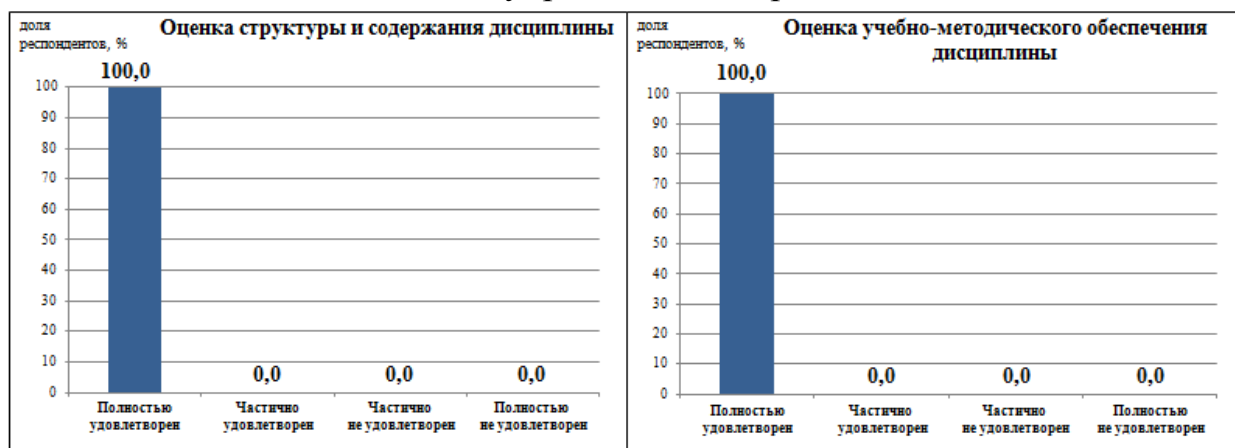 доля
респондентов, %
Оценка структуры и содержания дисциплины
100,0
100
90
80
70
60
50
40
30
20
10
0
0,0
0,0
0,0
Полностью
удовлетворен
Частично
удовлетворен
Частично
не удовлетворен
Полностью
не удовлетворен
доля
респондентов, %
Оценка учебно-методического обеспечения
дисциплины
100,0
100
90
80
70
60
50
40
30
20
10
0
0,0
0,0
0,0
Полностью
удовлетворен
Частично
удовлетворен
Частично
не удовлетворен
Полностью
не удовлетворен